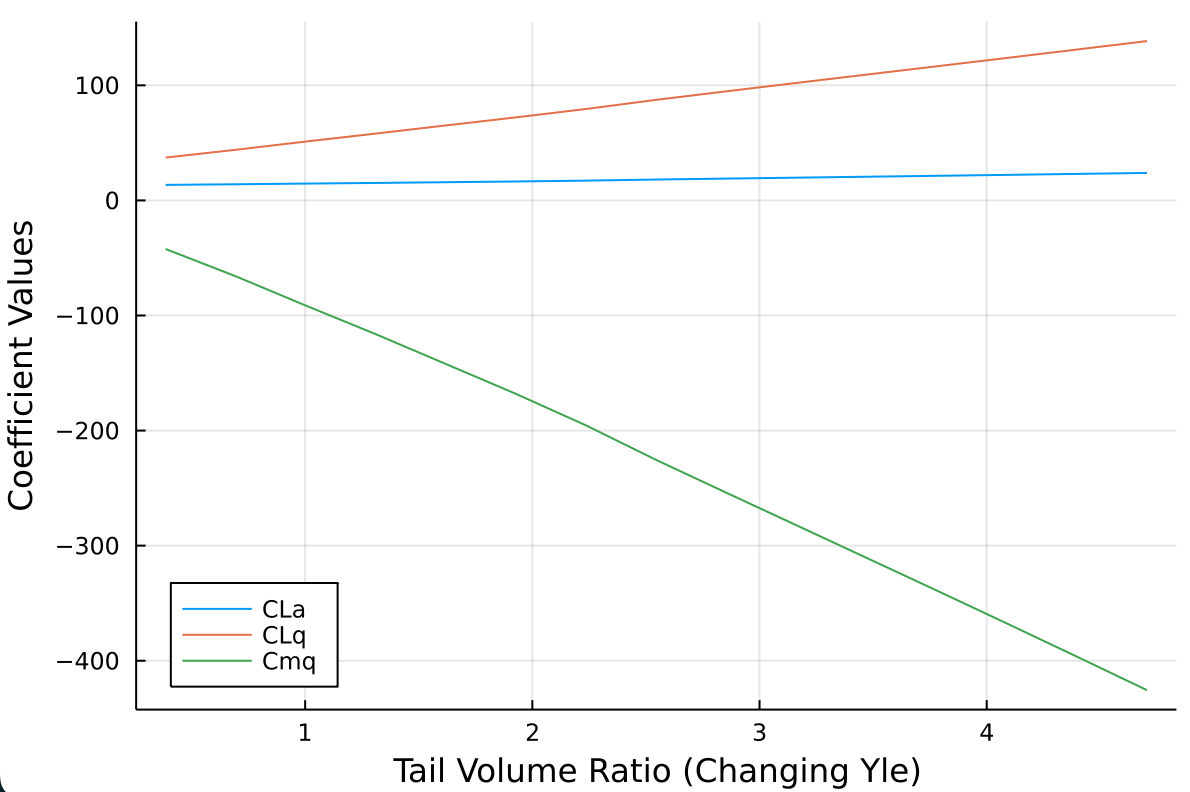 Coefficient Values
100
0
−100
−200
−300
−400
CLa
CLq
Cmq
1 2 3 4
Tail Volume Ratio (Changing Yle)